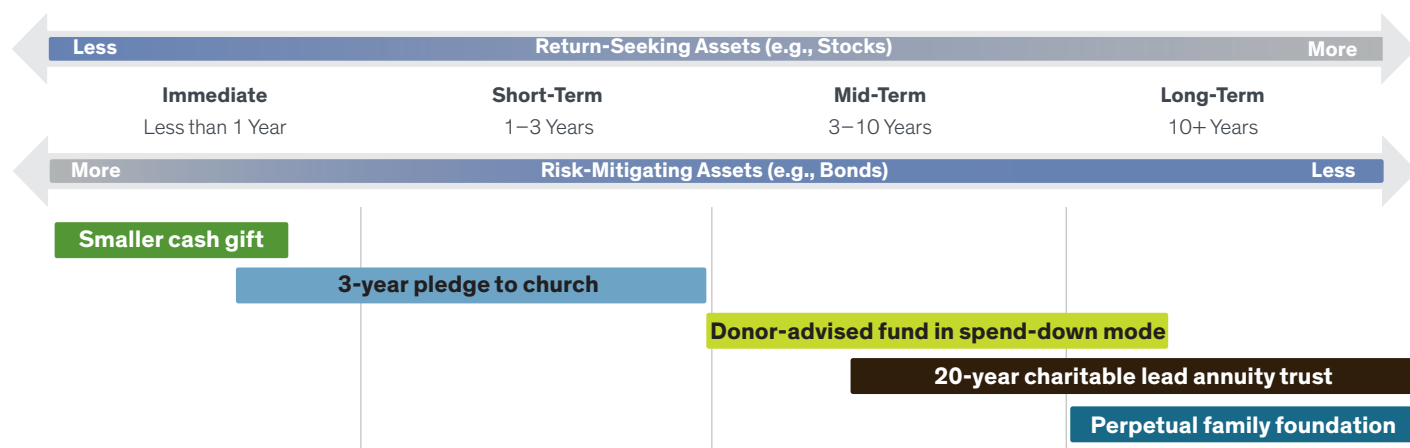 Less Return-Seeking Assets (e.g., Stocks) More
Immediate Short-Term Mid-Term Long-Term
Less than 1 Year 1–3 Years 3–10 Years 10+ Years
More Risk-Mitigating Assets (e.g., Bonds) Less
Smaller cash gift
3-year pledge to church
Donor-advised fund in spend-down mode
20-year charitable lead annuity trust
Perpetual family foundation